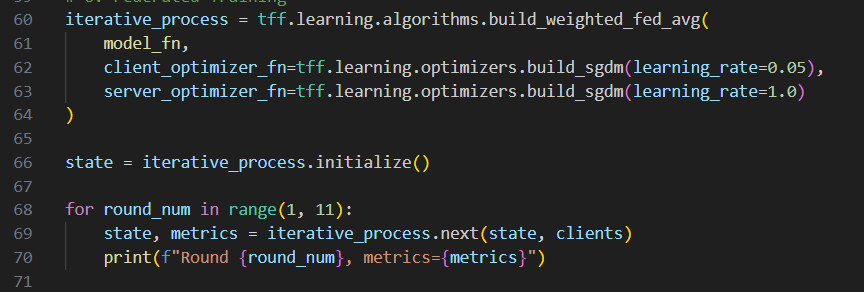 60 iterative_process = tff.learning.algorithms.build_weighted_fed_avg(
61     model_fn,
62     client_optimizer_fn=tff.learning.optimizers.build_sgdm(learning_rate=0.05),
63     server_optimizer_fn=tff.learning.optimizers.build_sgdm(learning_rate=1.0)
64 )
65
66 state = iterative_process.initialize()
67
68 for round_num in range(1, 11):
69     state, metrics = iterative_process.next(state, clients)
70     print(f"Round {round_num}, metrics={metrics}")
71